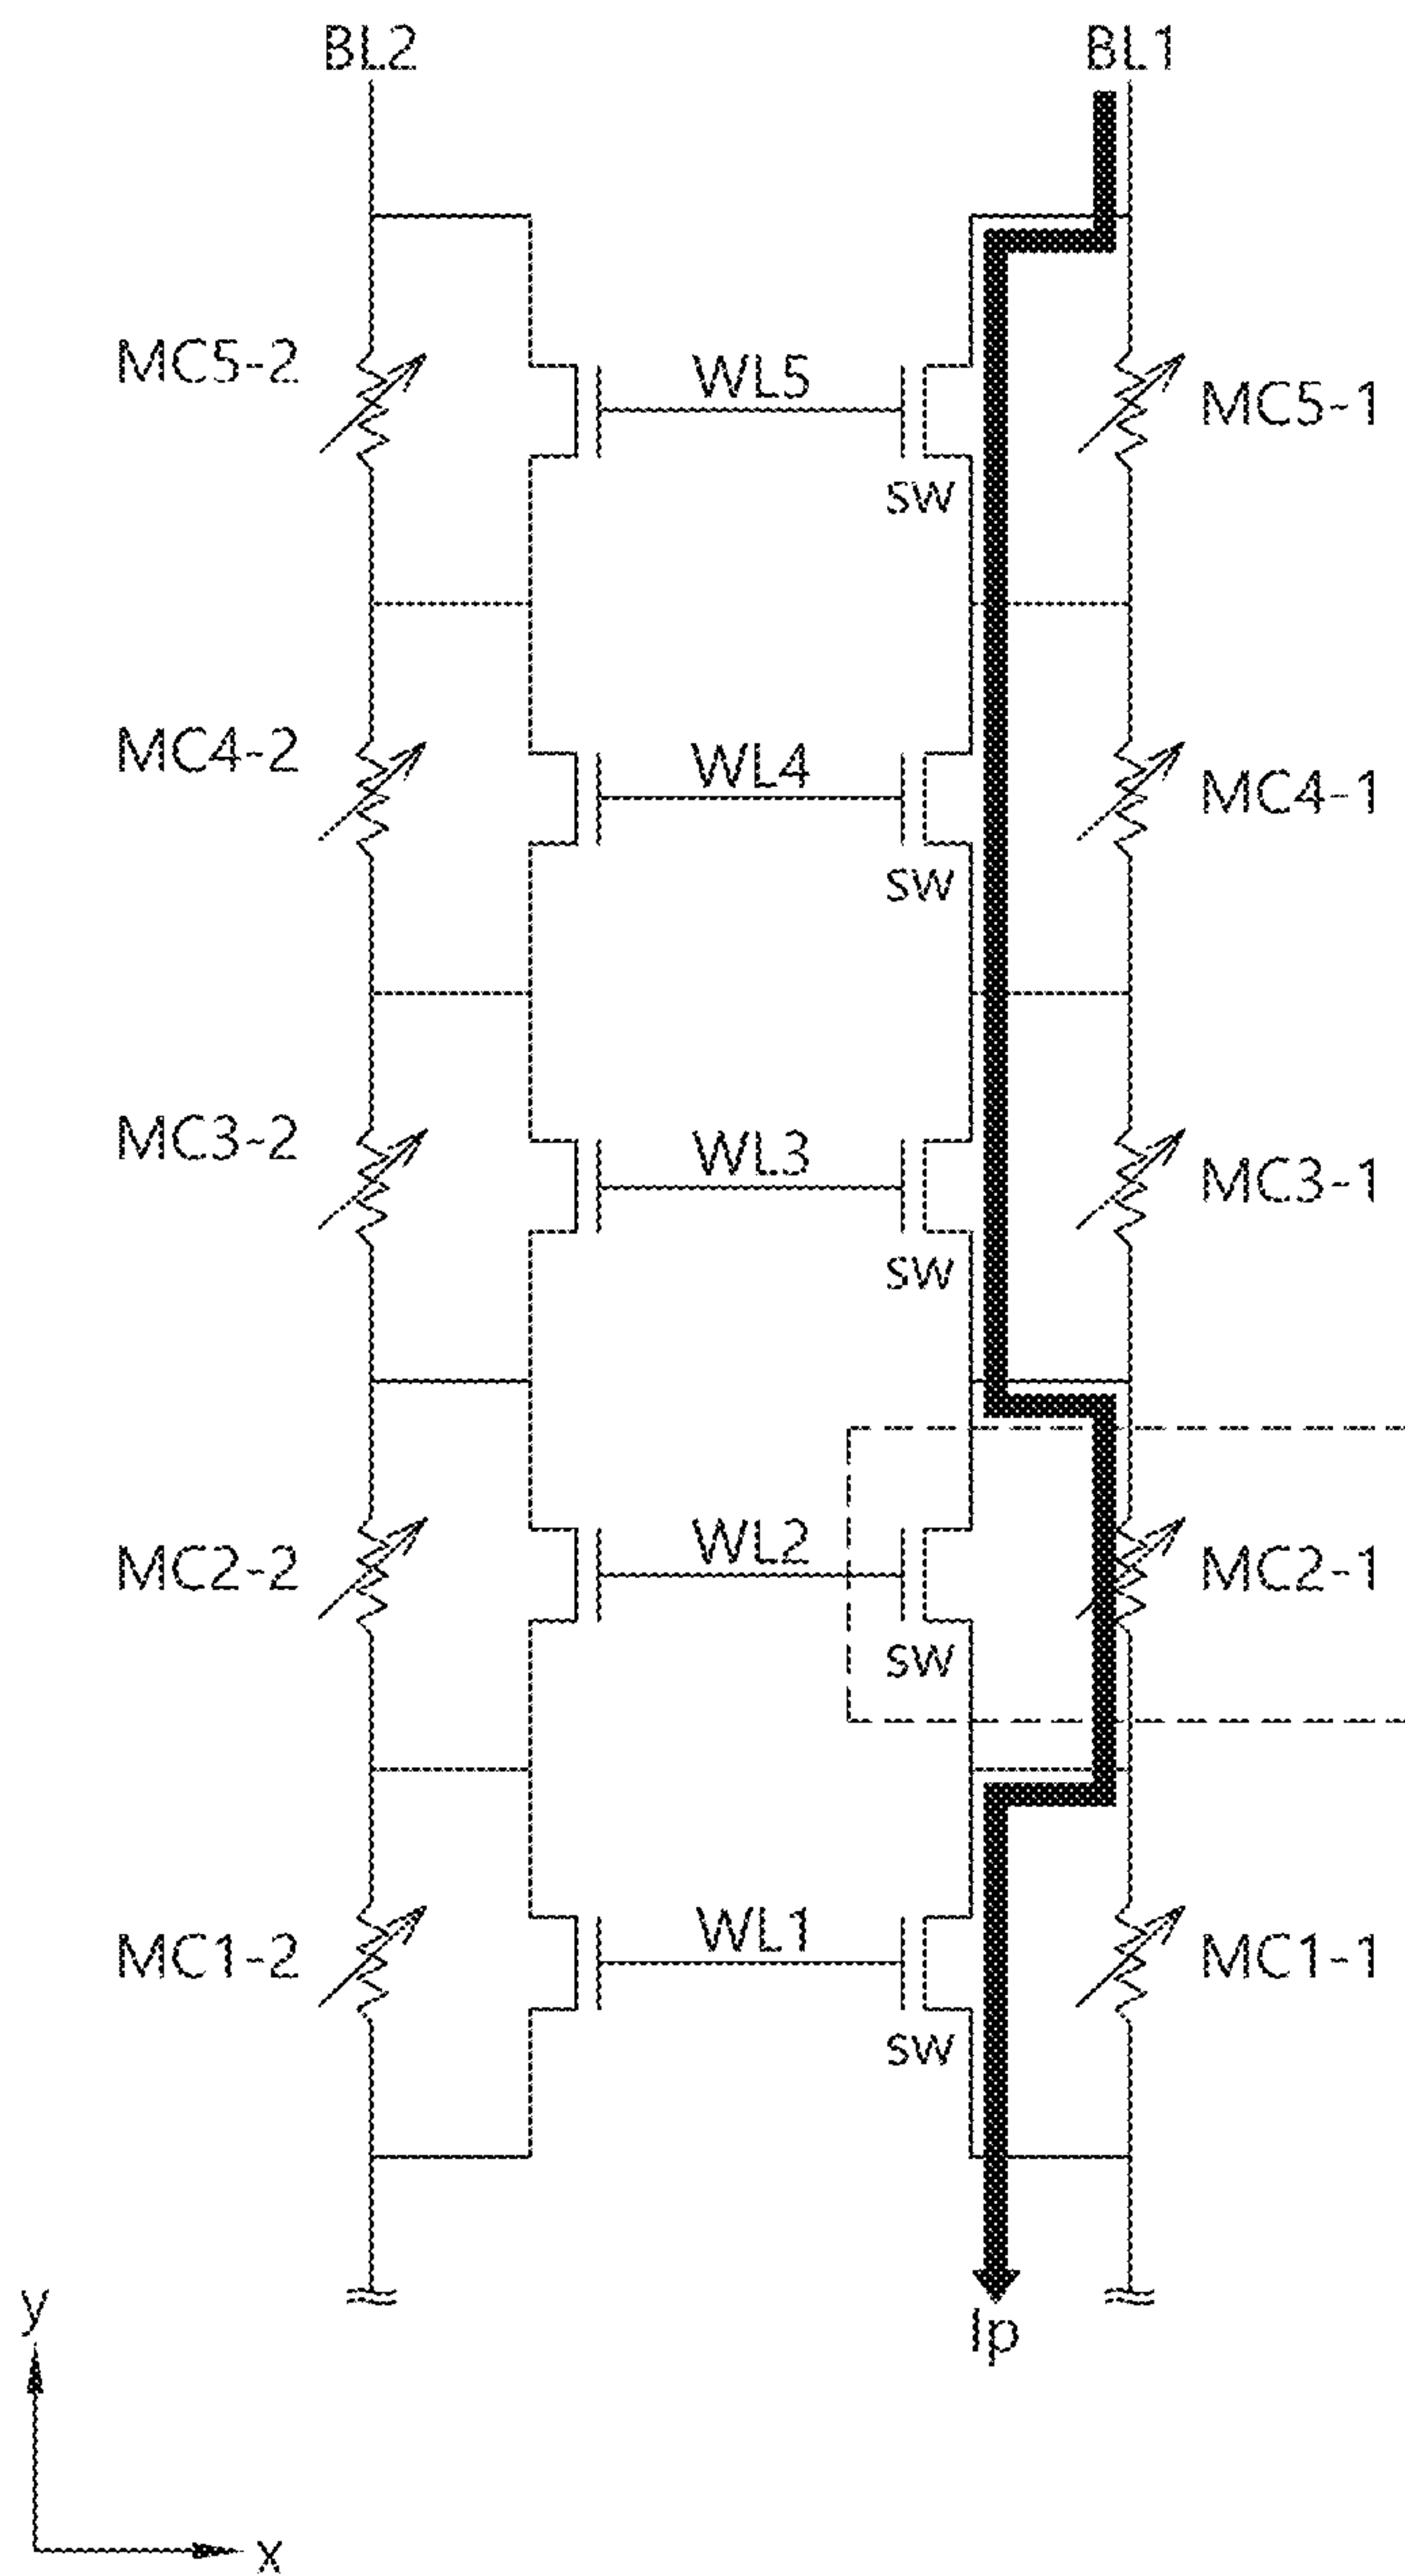 BL2 BL1
MC5-2 WL5 MC5-1
SW
MC4-2 WL4 MC4-1
SW
MC3-2 WL3 MC3-1
SW
MC2-2 WL2 MC2-1
SW
MC1-2 WL1 MC1-1
SW
Ip
y
x